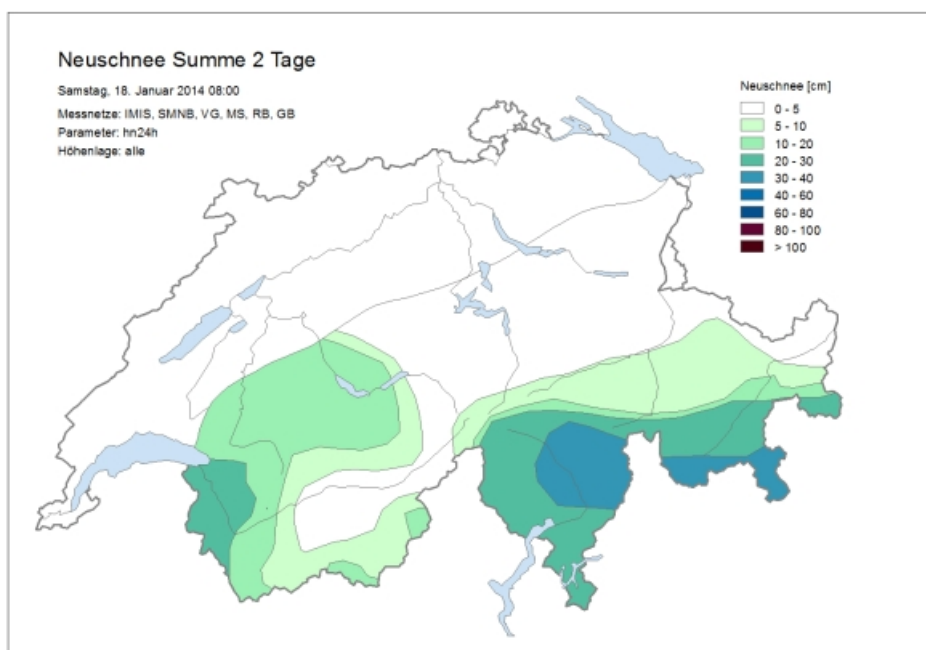 Neuschnee Summe 2 Tage
Samstag, 18. Januar 2014 08:00
Messnetze: IMIS, SMNB, VG, MS, RB, GB
Parameter: hn24h
Höhenlage: alle
Neuschnee [cm]
0 - 5
5 - 10
10 - 20
20 - 30
30 - 40
40 - 60
60 - 80
80 - 100
> 100